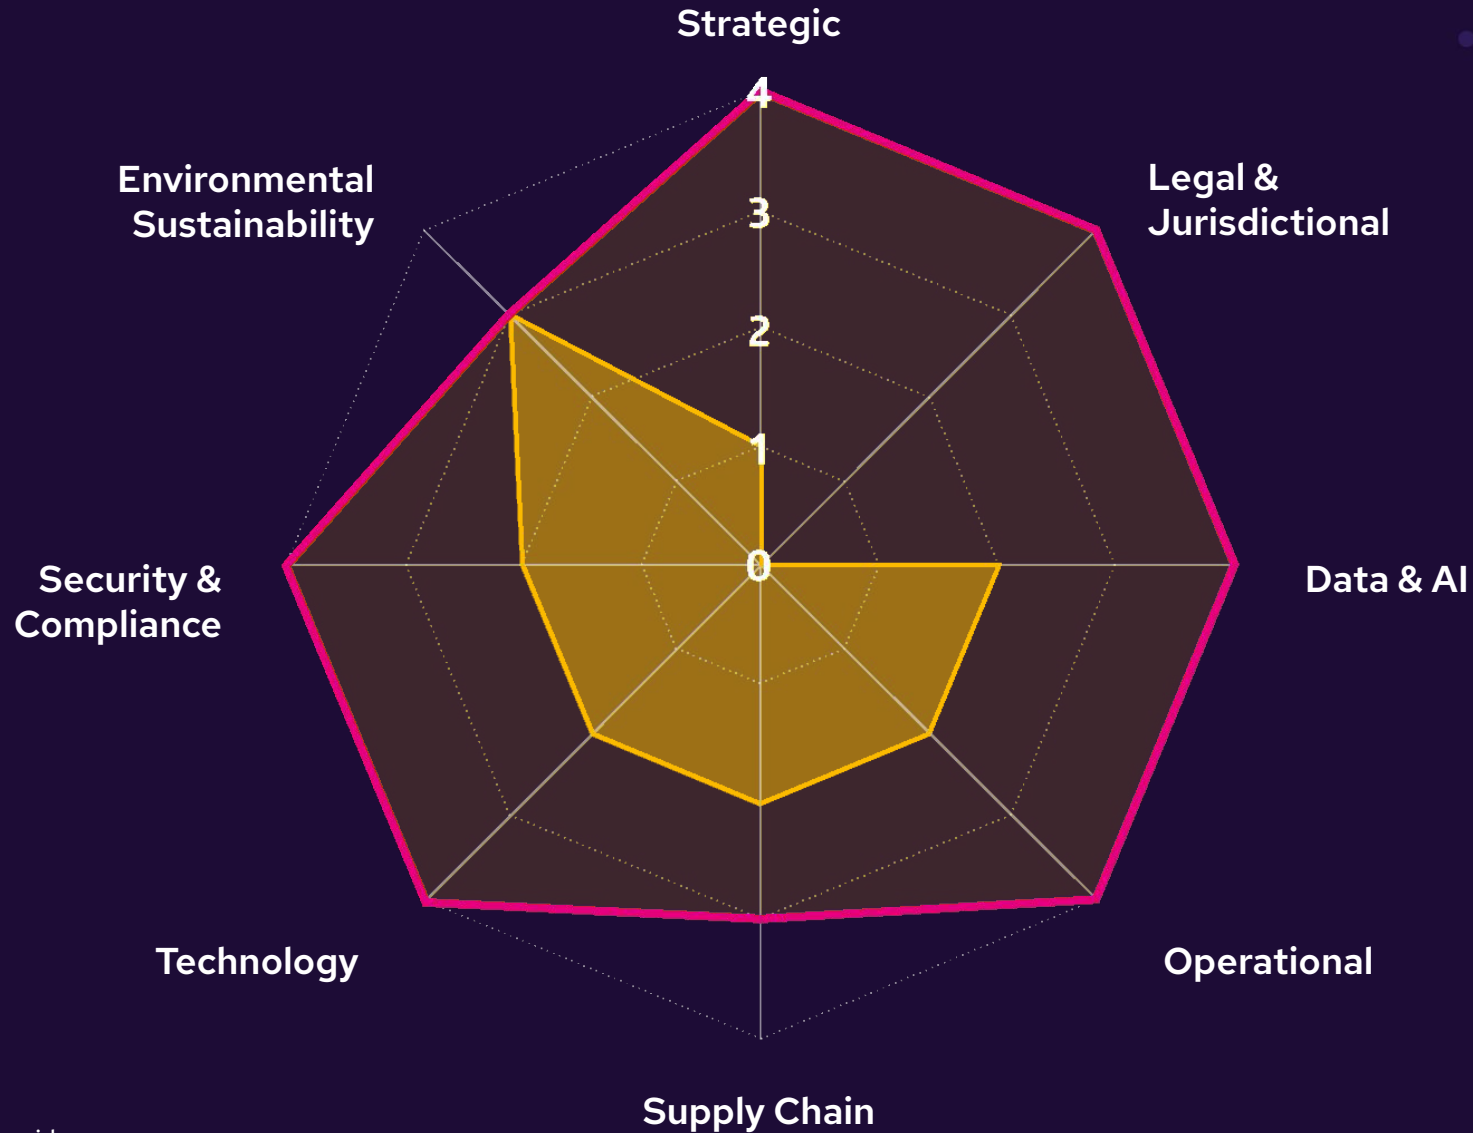 Strategic
4
Environmental
Sustainability
Legal &
Jurisdictional
3
2
1
0
Security &
Compliance
Data & AI
Technology
Operational
Supply Chain